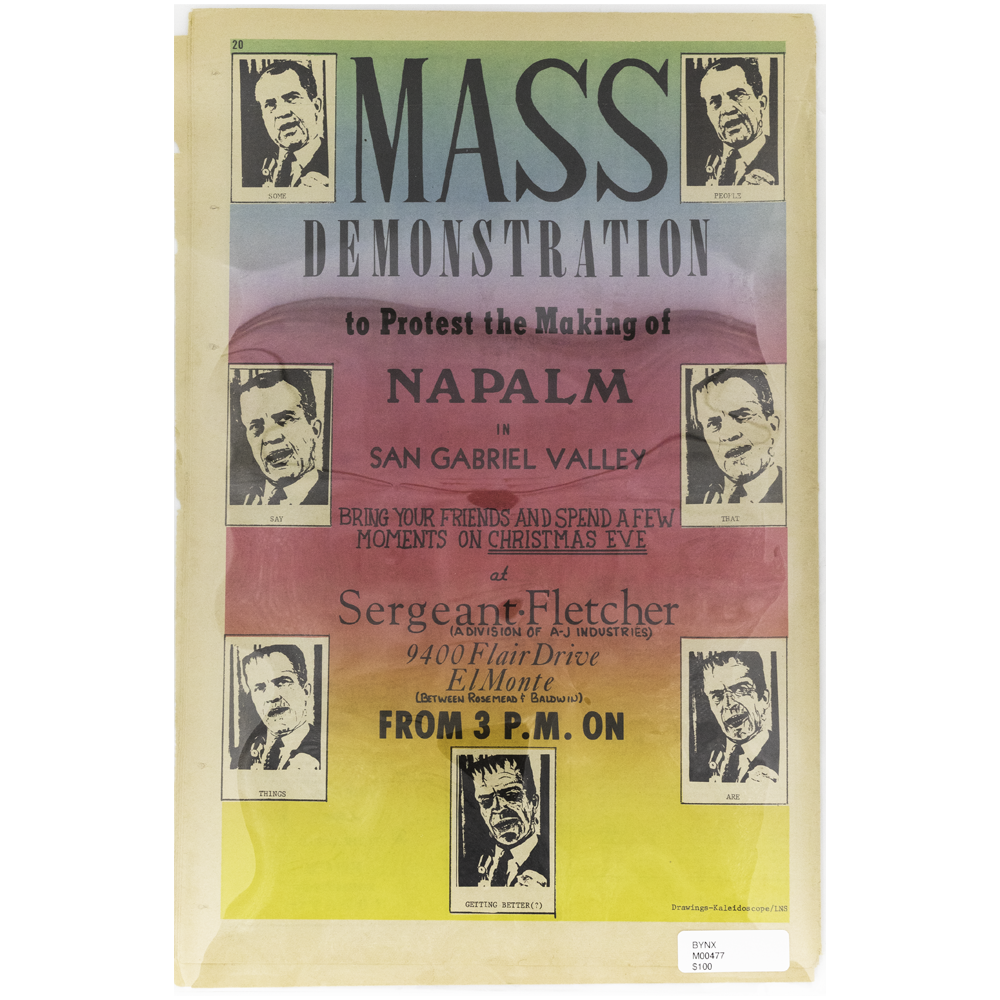 20
MASS
DEMONSTRATION
to Protest the Making of
NAPALM
IN
SAN GABRIEL VALLEY
BRING YOUR FRIENDS AND SPEND A FEW
MOMENTS ON CHRISTMAS EVE
at
Sergeant·Fletcher
(A DIVISION OF A-J INDUSTRIES)
9400 Flair Drive
El Monte
(BETWEEN ROSEMEAD & BALDWIN)
FROM 3 P.M. ON
SOME
PEOPLE
SAY
THAT
THINGS
ARE
GETTING BETTER(?)
Drawings-Kaleidoscope/LNS
BYNX
M00477
$100